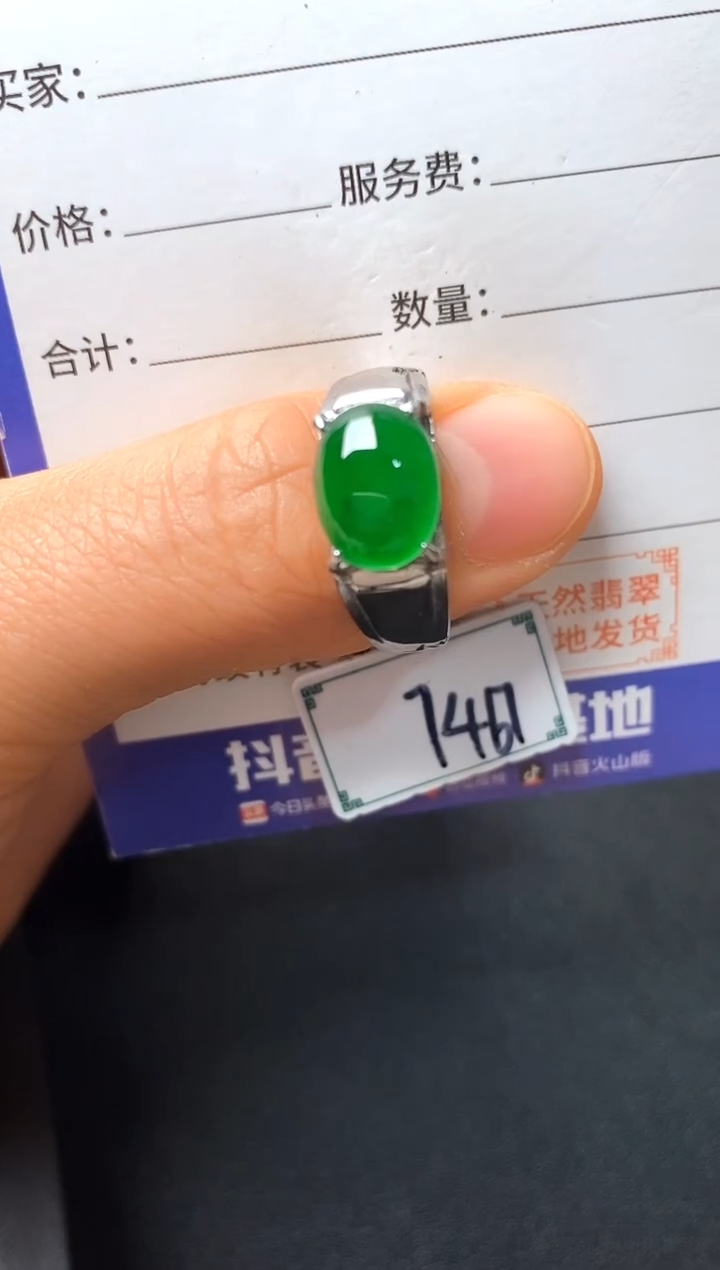 买家：
价格： 服务费：
合计： 数量：
天然翡翠
地发货
抖音 基地
今日头条 抖音火山版